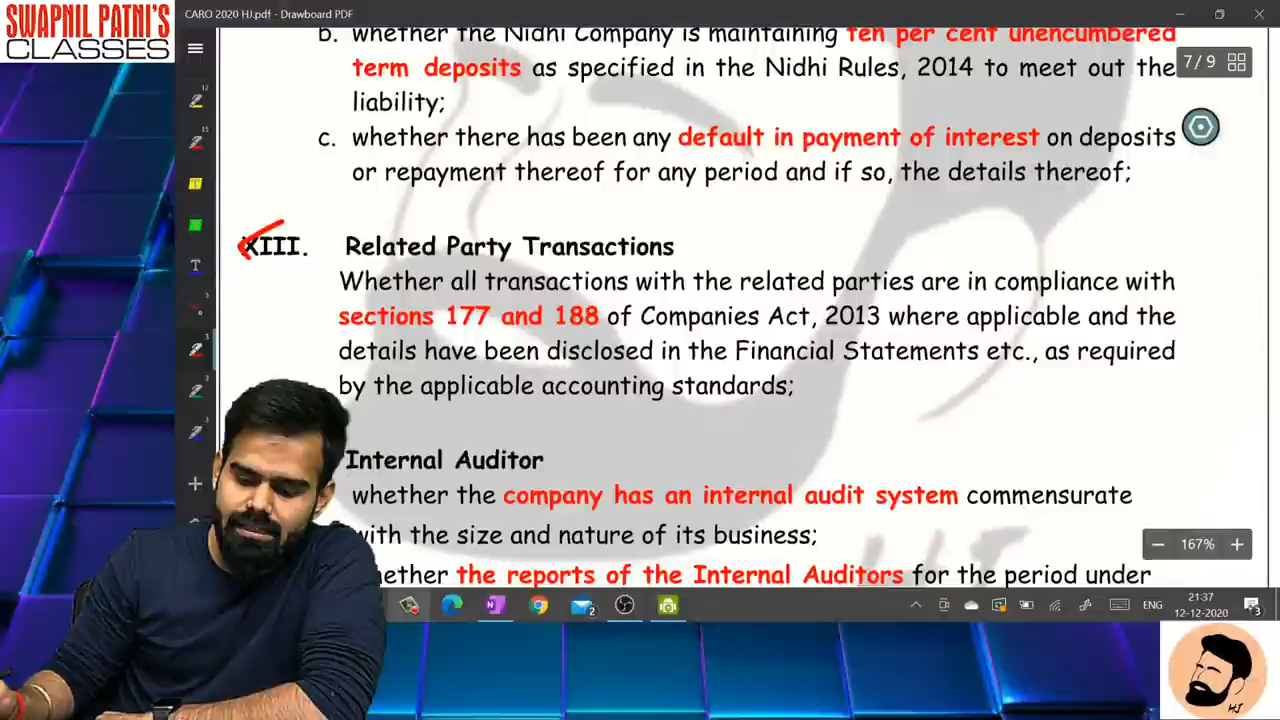 SWAPNIL PATNI'S
CLASSES
CARO 2020 HJ.pdf - Drawboard PDF
b. whether the Nidhi Company is maintaining ten per cent unencumbered
term deposits as specified in the Nidhi Rules, 2014 to meet out the
liability;
7 / 9
c. whether there has been any default in payment of interest on deposits
or repayment thereof for any period and if so, the details thereof;
XIII. Related Party Transactions
Whether all transactions with the related parties are in compliance with
sections 177 and 188 of Companies Act, 2013 where applicable and the
details have been disclosed in the Financial Statements etc., as required
by the applicable accounting standards;
Internal Auditor
whether the company has an internal audit system commensurate
with the size and nature of its business;
167%
whether the reports of the Internal Auditors for the period under
ENG
21:37
12-12-2020
HJ